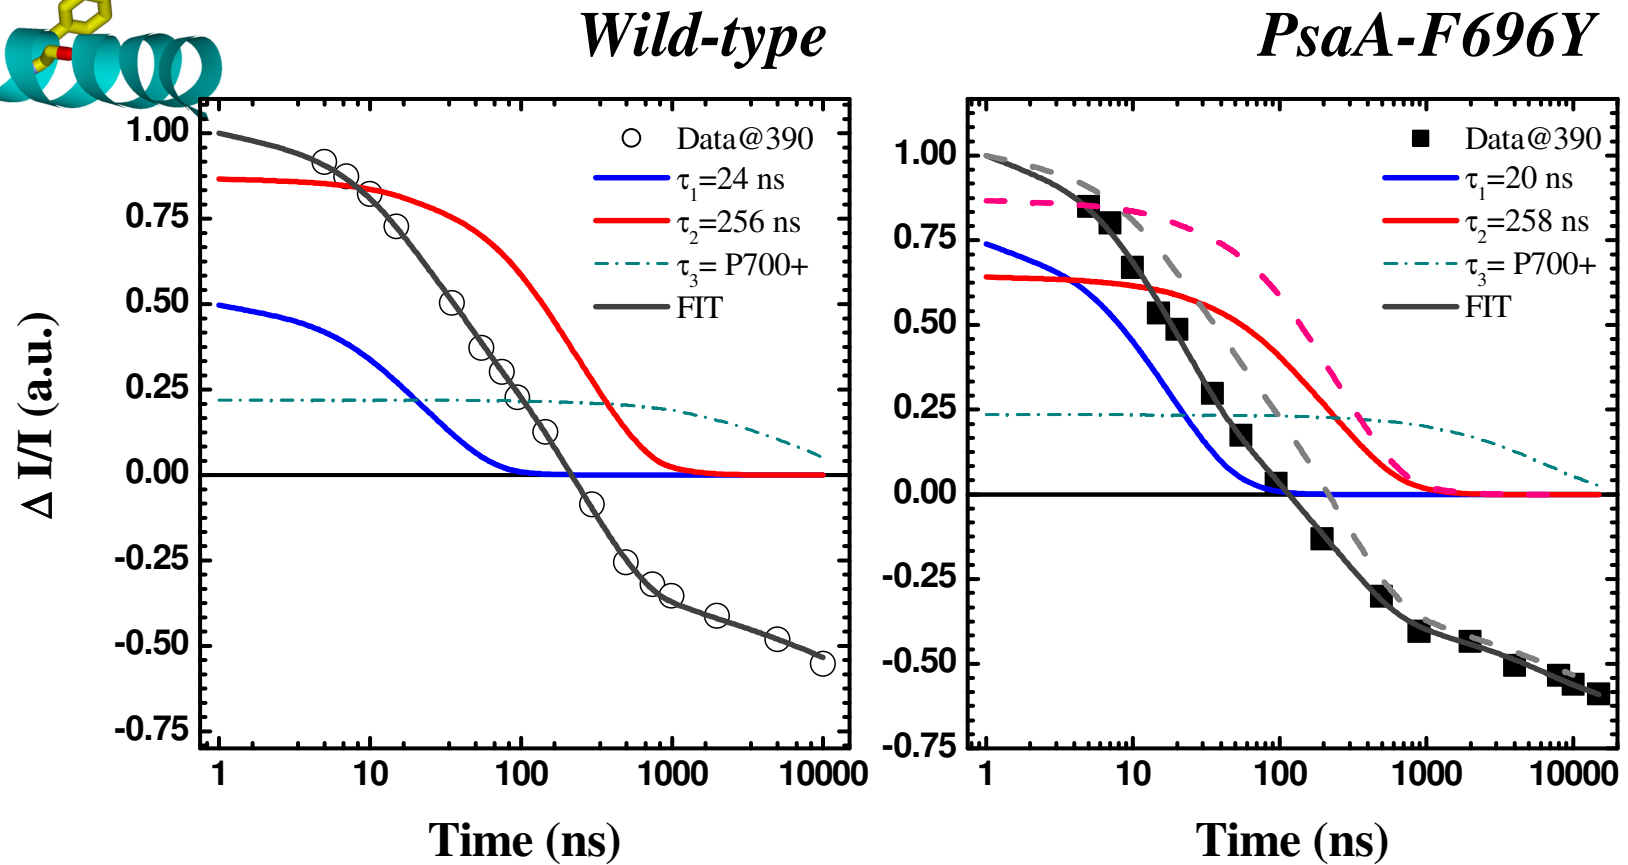 Wild-type
PsaA-F696Y
Δ I/I (a.u.)
1.00
0.75
0.50
0.25
0.00
-0.25
-0.50
-0.75
1 10 100 1000 10000
Time (ns)
Data@390
τ1=24 ns
τ2=256 ns
τ3= P700+
FIT
1.00
0.75
0.50
0.25
0.00
-0.25
-0.50
-0.75
1 10 100 1000 10000
Time (ns)
Data@390
τ1=20 ns
τ2=258 ns
τ3= P700+
FIT